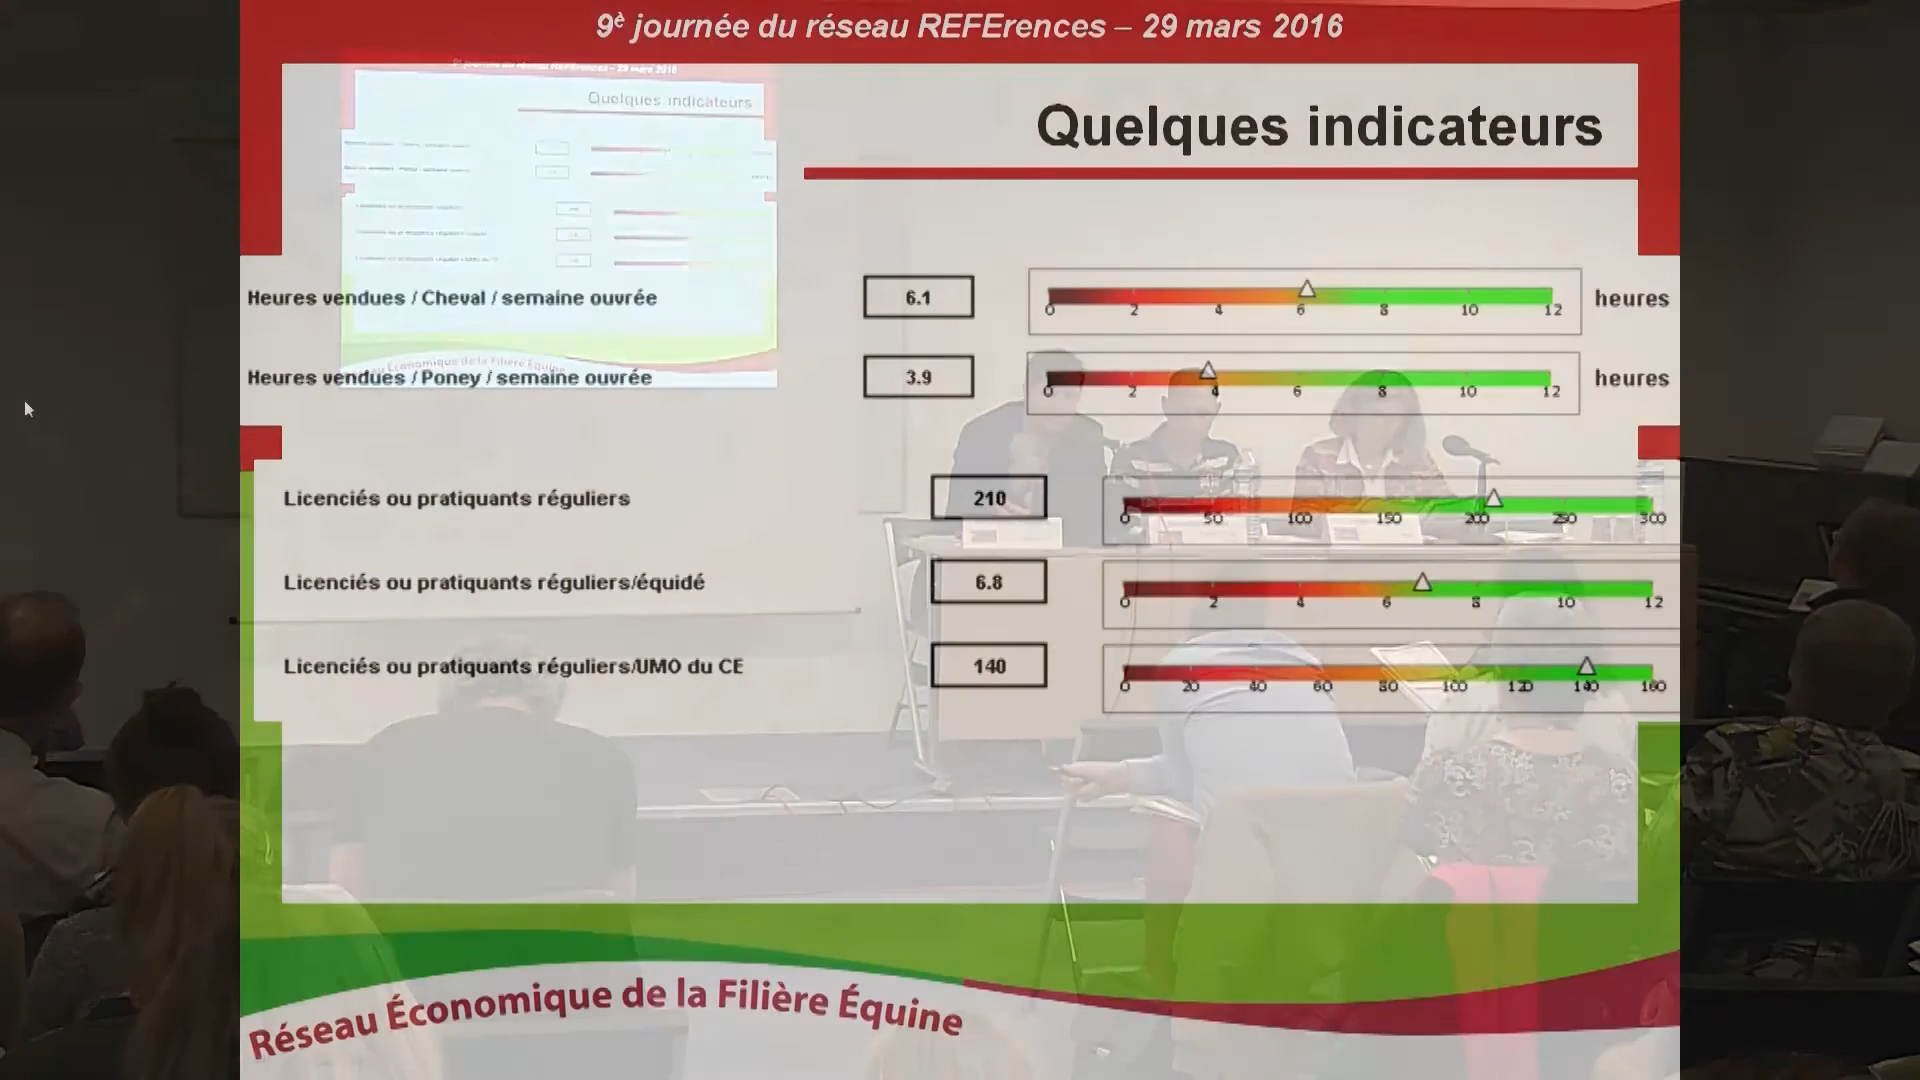 9è journée du réseau REFErences – 29 mars 2016
Quelques indicateurs
Quelques indicateurs
Heures vendues / Cheval / semaine ouvrée 6.1 0 2 4 6 8 10 12 heures
Heures vendues / Poney / semaine ouvrée 3.9 0 2 4 6 8 10 12 heures
Licenciés ou pratiquants réguliers 210 0 50 100 150 200 250 300
Licenciés ou pratiquants réguliers/équidé 6.8 0 2 4 6 8 10 12
Licenciés ou pratiquants réguliers/UMO du CE 140 0 20 40 60 80 100 120 140 160
Réseau Économique de la Filière Équine